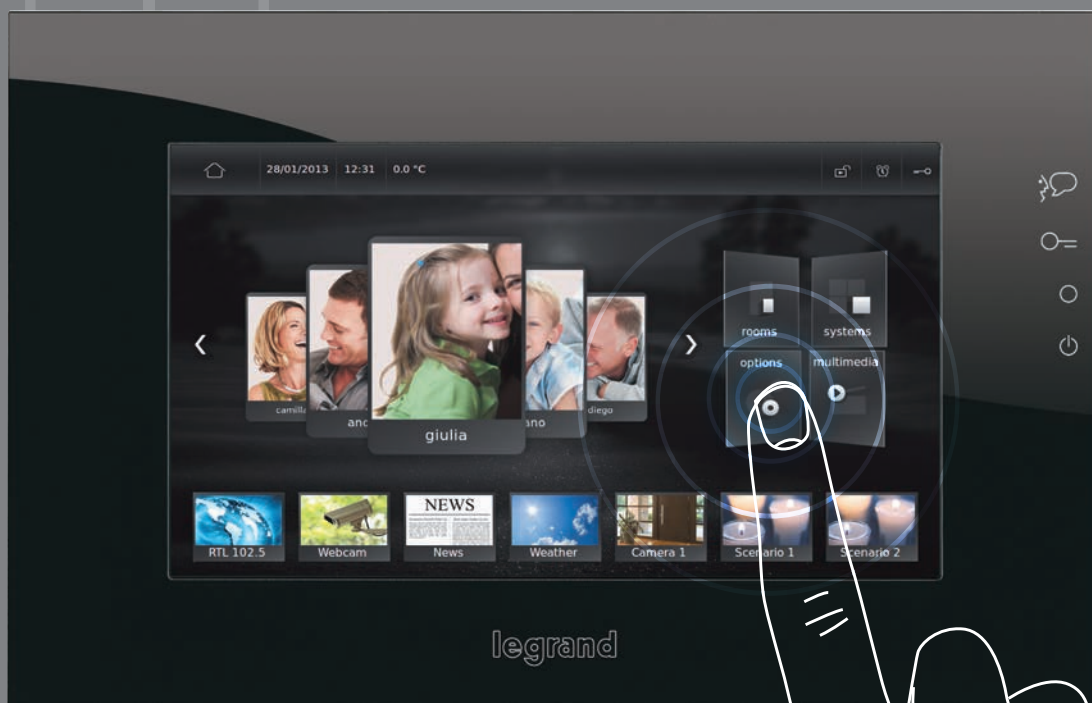 28/01/2013 12:31 0.0 °C
rooms systems
options multimedia
camilla
diego
giulia
NEWS
RTL 102.5 Webcam News Weather Camera 1 Scenario 1 Scenario 2
legrand